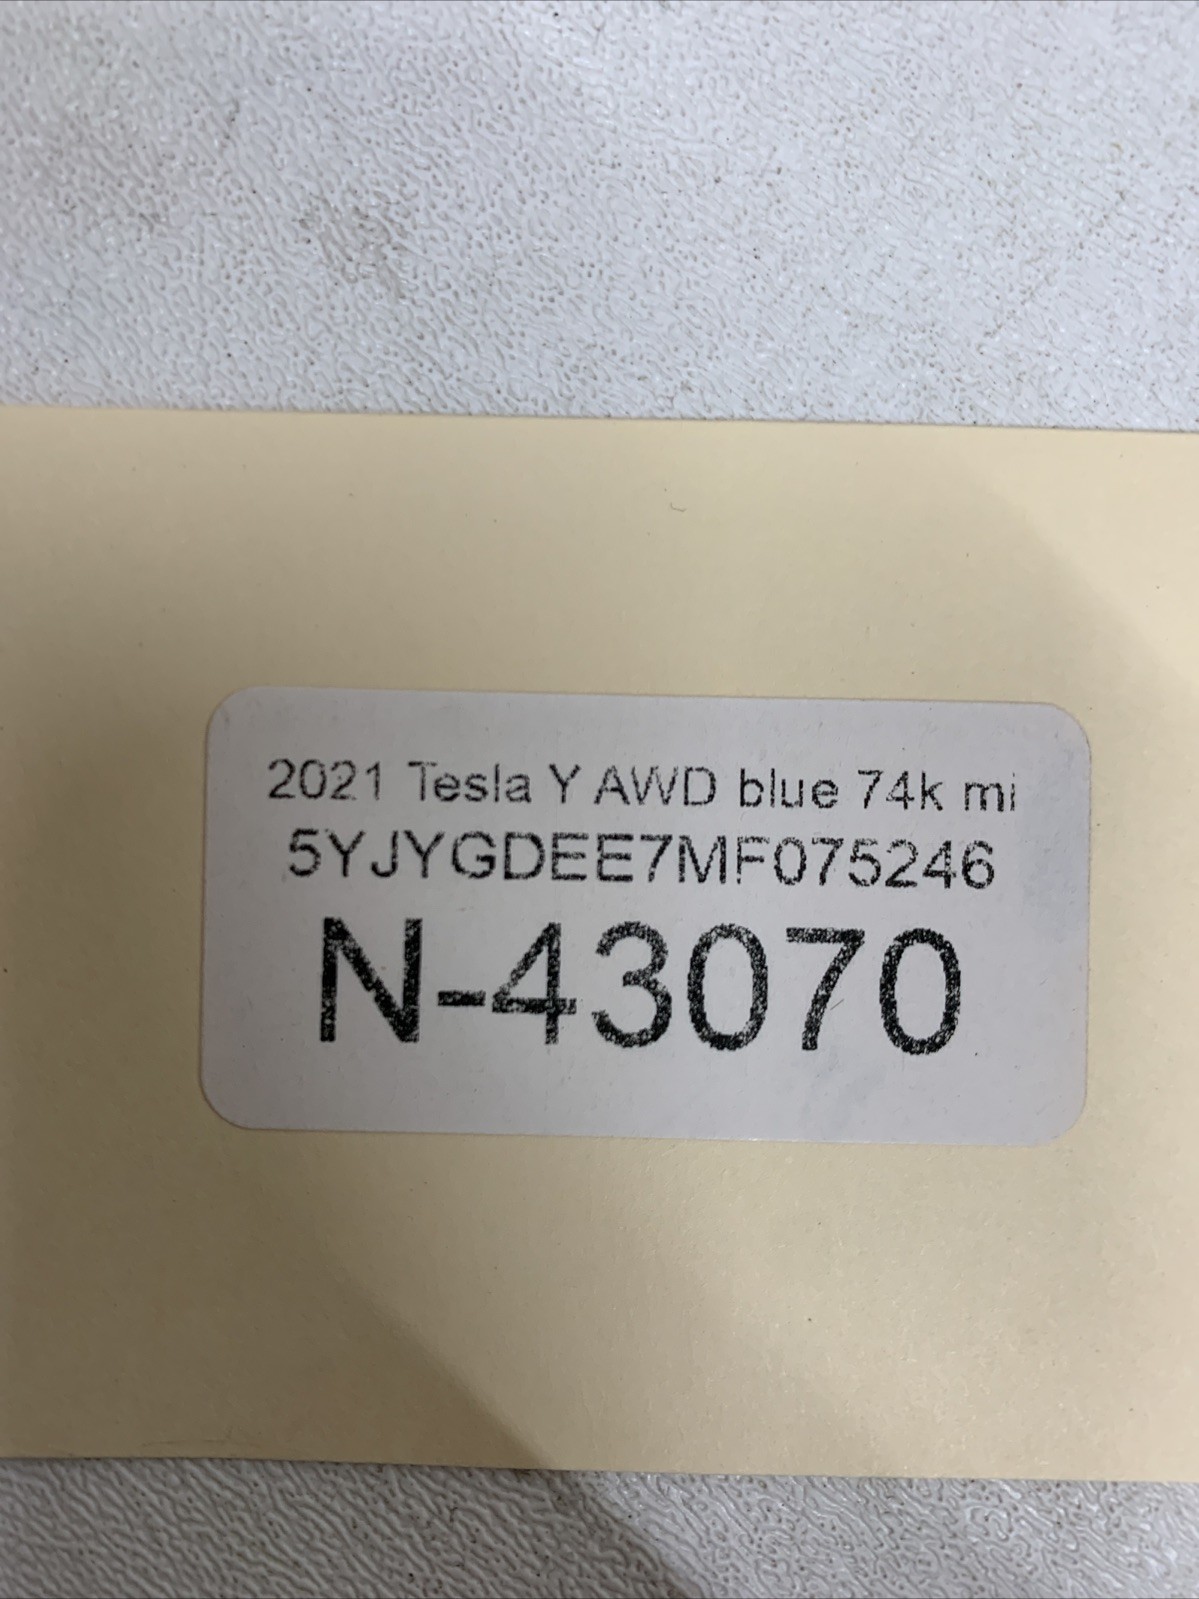 2021 Tesla Y AWD blue 74k mi
5YJYGDEE7MF075246
N-43070